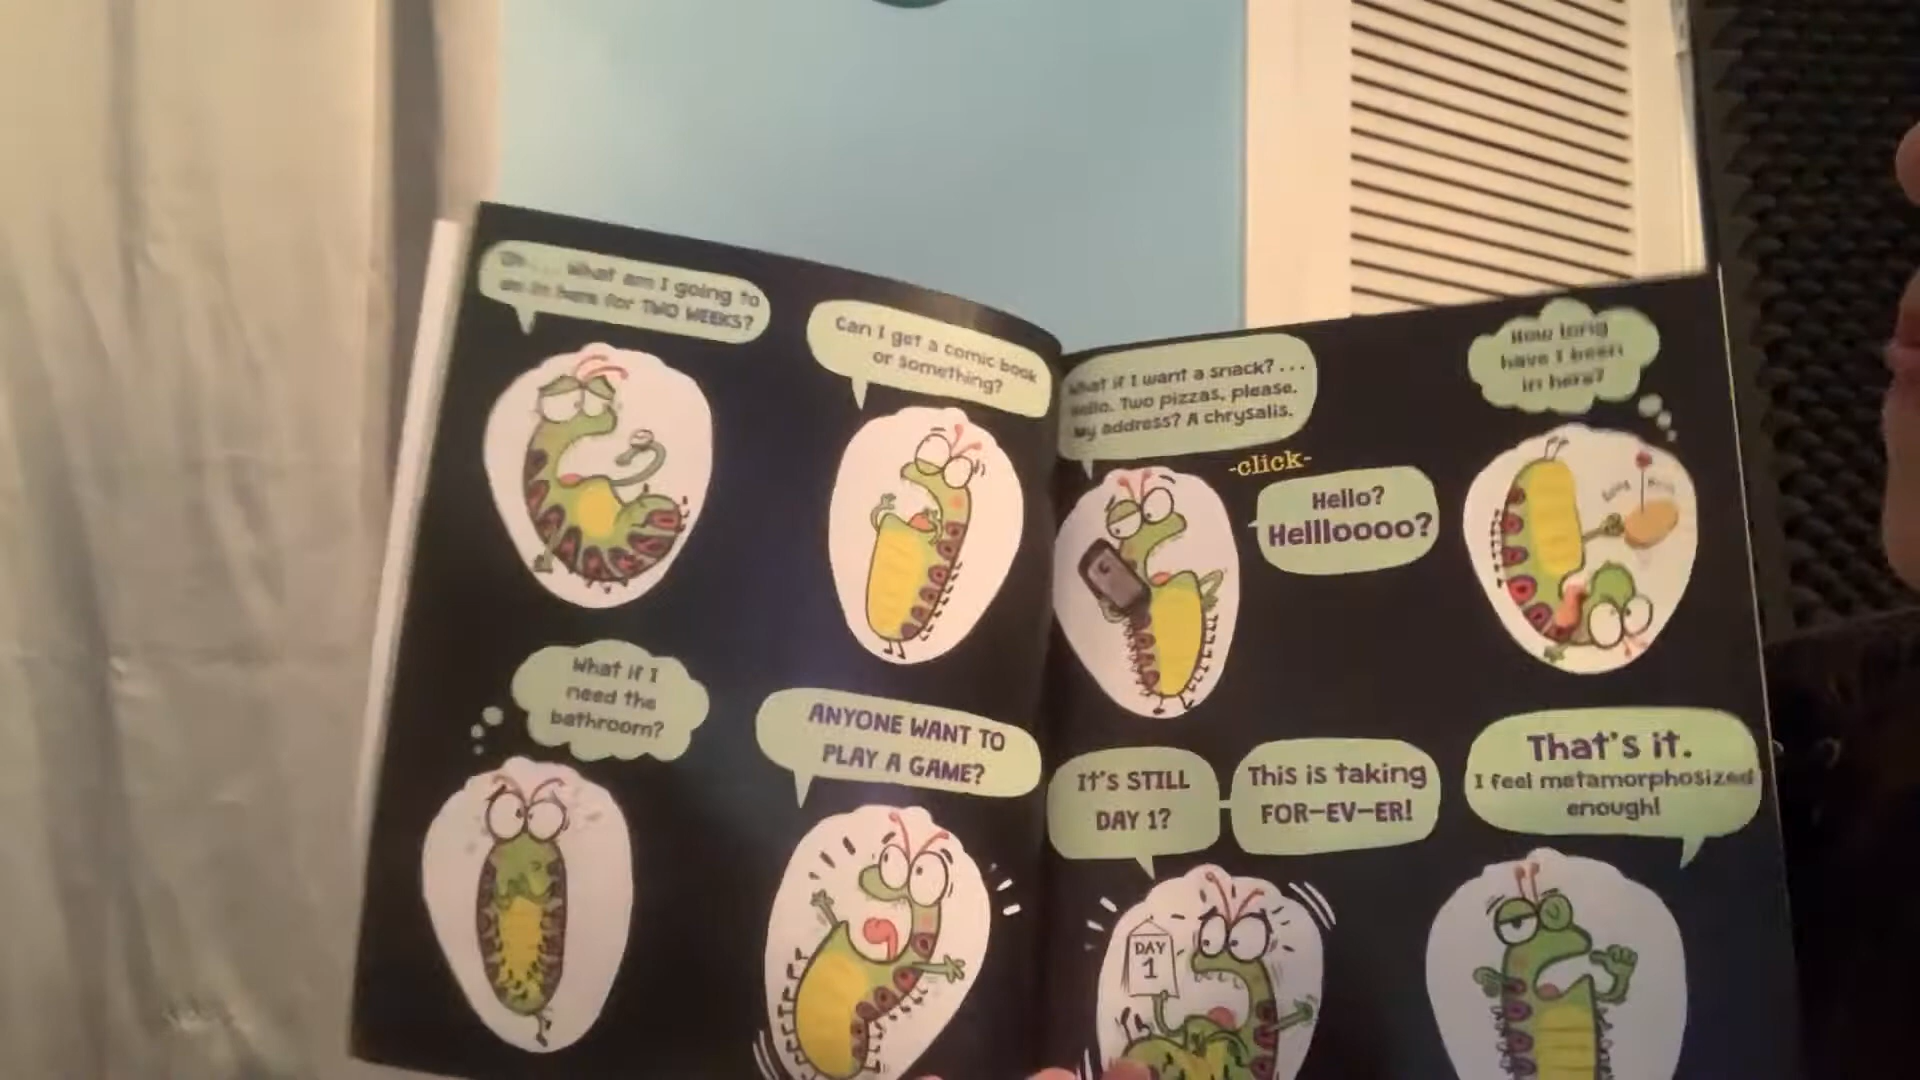 Uh... What am I going to
do in here for TWO WEEKS?
Can I get a comic book
or something?
What if I
need the
bathroom?
ANYONE WANT TO
PLAY A GAME?
What if I want a snack?...
Hello. Two pizzas, please.
My address? A chrysalis.
-click-
Hello?
Hellloooo?
How long
have I been
in here?
It's STILL
DAY 1?
This is taking
FOR-EV-ER!
DAY
1
That's it.
I feel metamorphosized
enough!